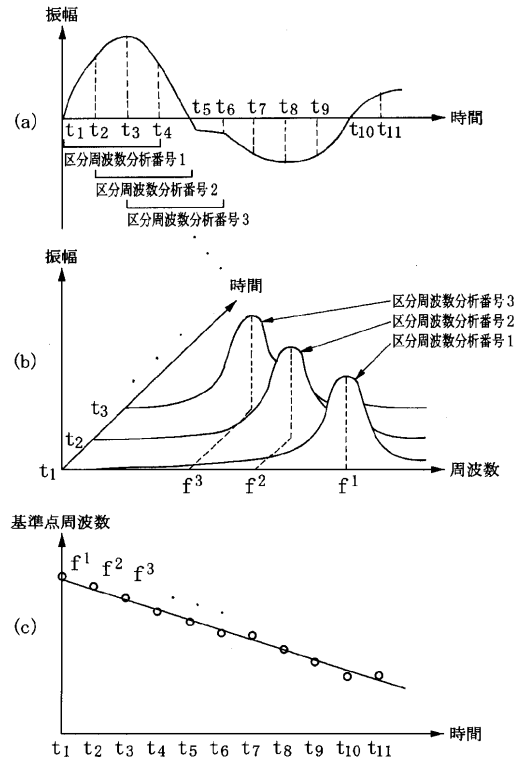 振幅
(a)
t1 t2 t3 t4 t5 t6 t7 t8 t9 t10 t11 時間
区分周波数分析番号1
区分周波数分析番号2
区分周波数分析番号3
振幅
時間
(b)
区分周波数分析番号3
区分周波数分析番号2
区分周波数分析番号1
t3
t2
t1
f3 f2 f1 周波数
基準点周波数
f1 f2 f3
(c)
時間
t1 t2 t3 t4 t5 t6 t7 t8 t9 t10 t11